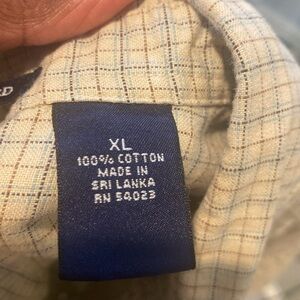 XL
100% COTTON
MADE IN
SRI LANKA
RN 54023